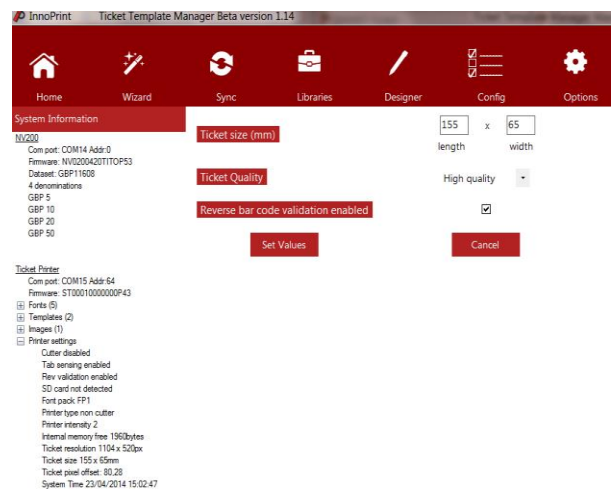 InnoPrint Ticket Template Manager Beta version 1.14
Home Wizard Sync Libraries Designer Config Options
System Information
NV200
Com port: COM14 Addr:0
Firmware: NV0200420TITOP53
Dataset: GBP11608
4 denominations
GBP 5
GBP 10
GBP 20
GBP 50
Ticket size (mm) 155 x 65
length width
Ticket Quality High quality
Reverse bar code validation enabled
Set Values Cancel
Ticket Printer
Com port: COM15 Addr:64
Firmware: ST00010000000P43
Fonts (5)
Templates (2)
Images (1)
Printer settings
Cutter disabled
Tab sensing enabled
Rev validation enabled
SD card not detected
Font pack FP1
Printer type non cutter
Printer intensity 2
Internal memory free 1960bytes
Ticket resolution 1104 x 520px
Ticket size 155 x 65mm
Ticket pixel offset: 80,28
System Time 23/04/2014 15:02:47